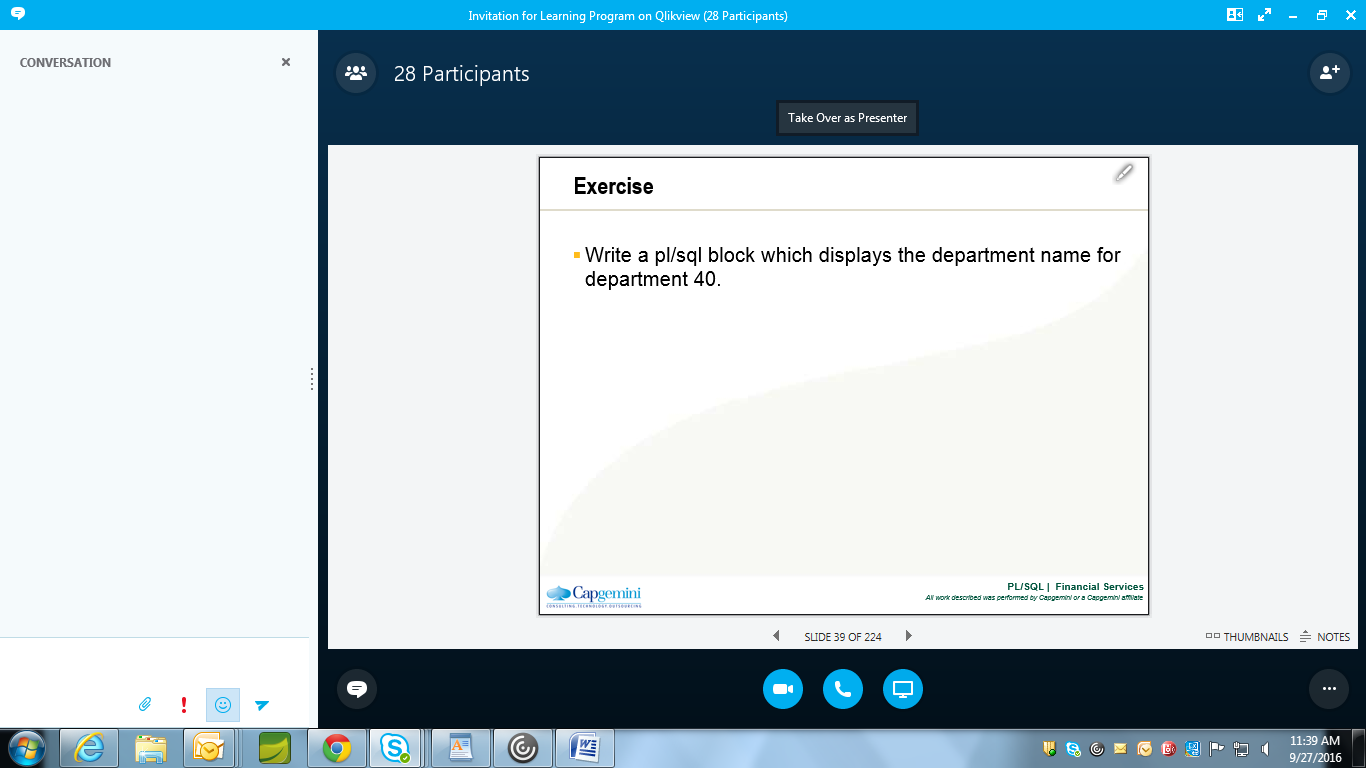 Invitation for Learning Program on Qlikview (28 Participants)
CONVERSATION
28 Participants
Take Over as Presenter
Exercise
Write a pl/sql block which displays the department name for
department 40.
Capgemini
CONSULTING.TECHNOLOGY.OUTSOURCING
PL/SQL | Financial Services
All work described was performed by Capgemini or a Capgemini affiliate
SLIDE 39 OF 224
THUMBNAILS
NOTES
11:39 AM
9/27/2016